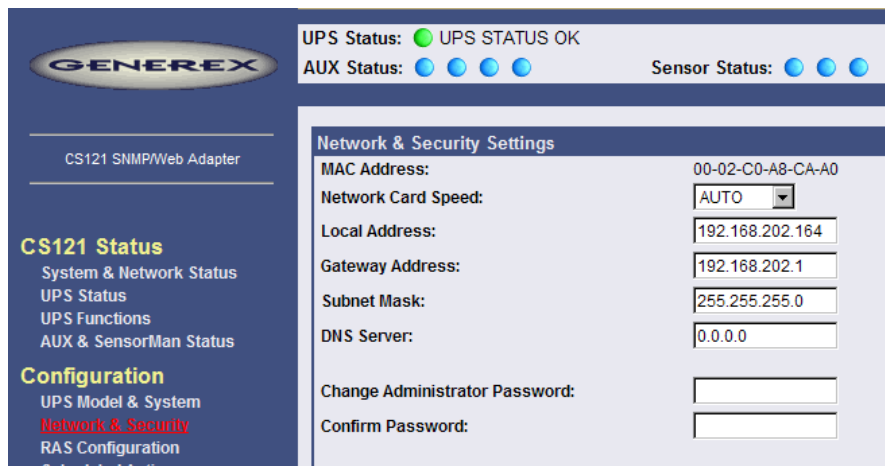 GENEREX
CS121 SNMP/Web Adapter
CS121 Status
System & Network Status
UPS Status
UPS Functions
AUX & SensorMan Status
Configuration
UPS Model & System
Network & Security
RAS Configuration
UPS Status: UPS STATUS OK
AUX Status: Sensor Status:
Network & Security Settings
MAC Address: 00-02-C0-A8-CA-A0
Network Card Speed: AUTO
Local Address: 192.168.202.164
Gateway Address: 192.168.202.1
Subnet Mask: 255.255.255.0
DNS Server: 0.0.0.0
Change Administrator Password:
Confirm Password: